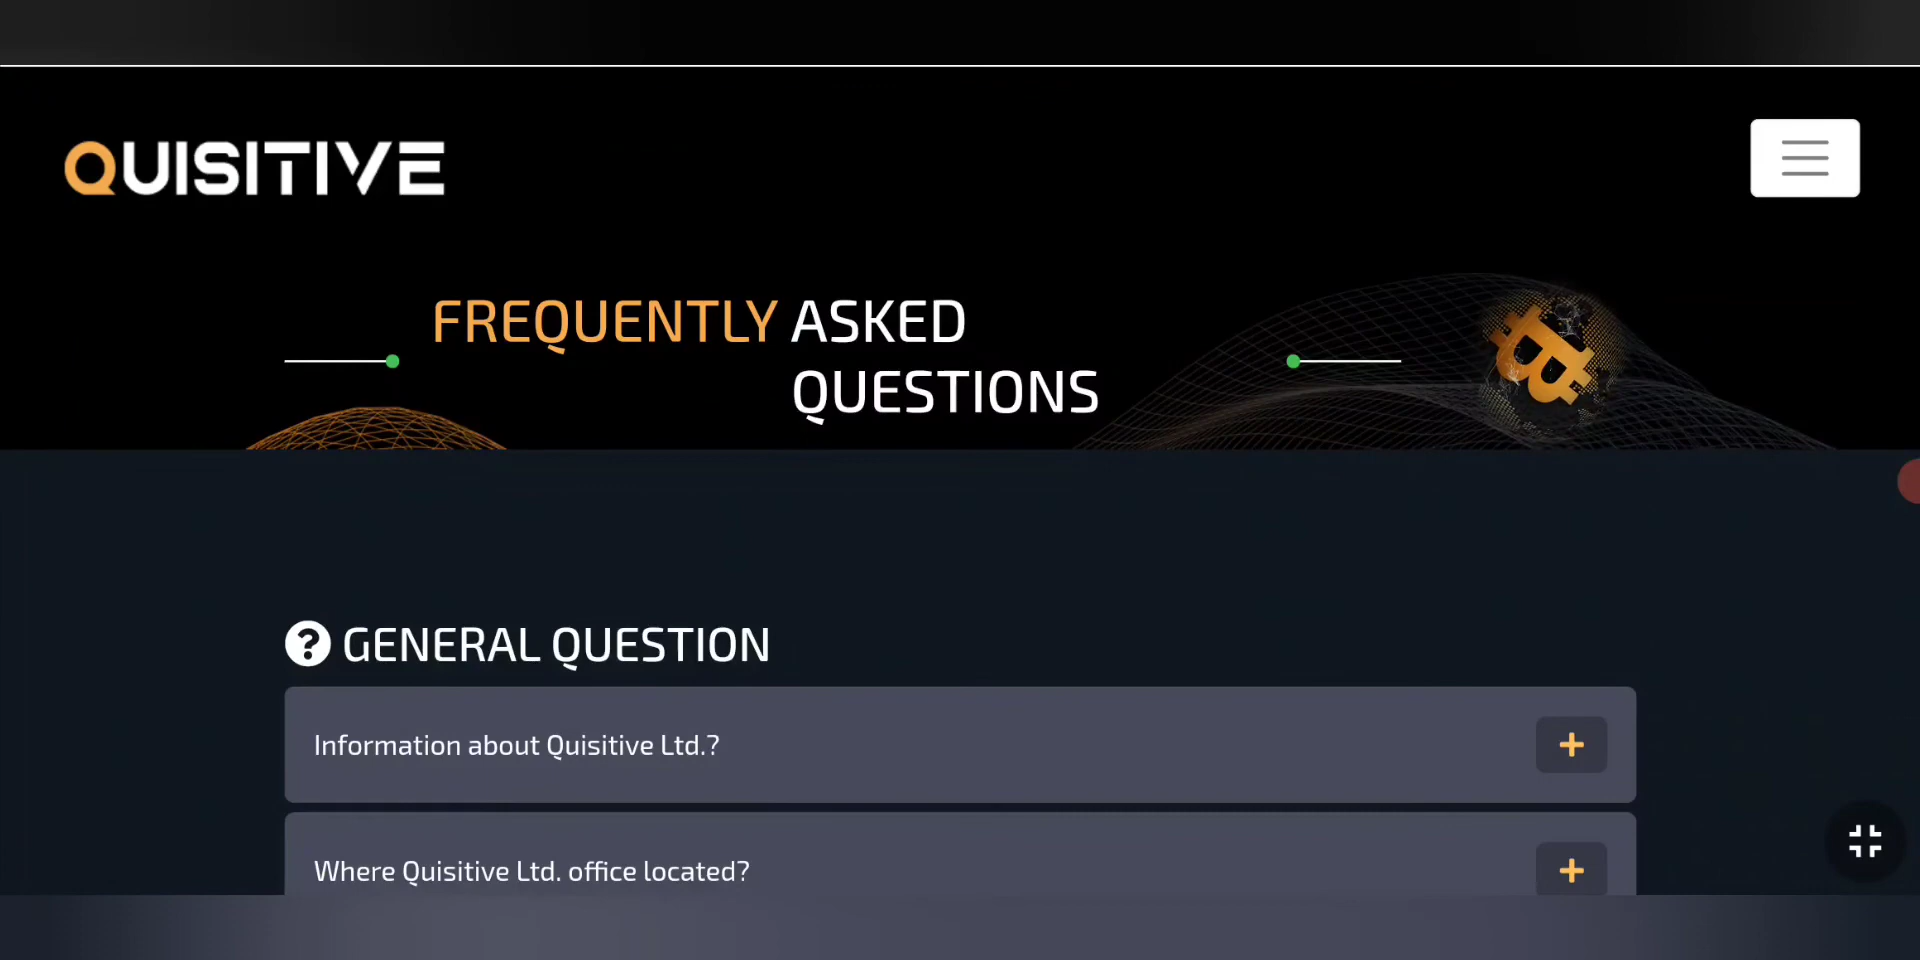 QUISITIVE
FREQUENTLY ASKED
QUESTIONS
GENERAL QUESTION
Information about Quisitive Ltd.?
Where Quisitive Ltd. office located?